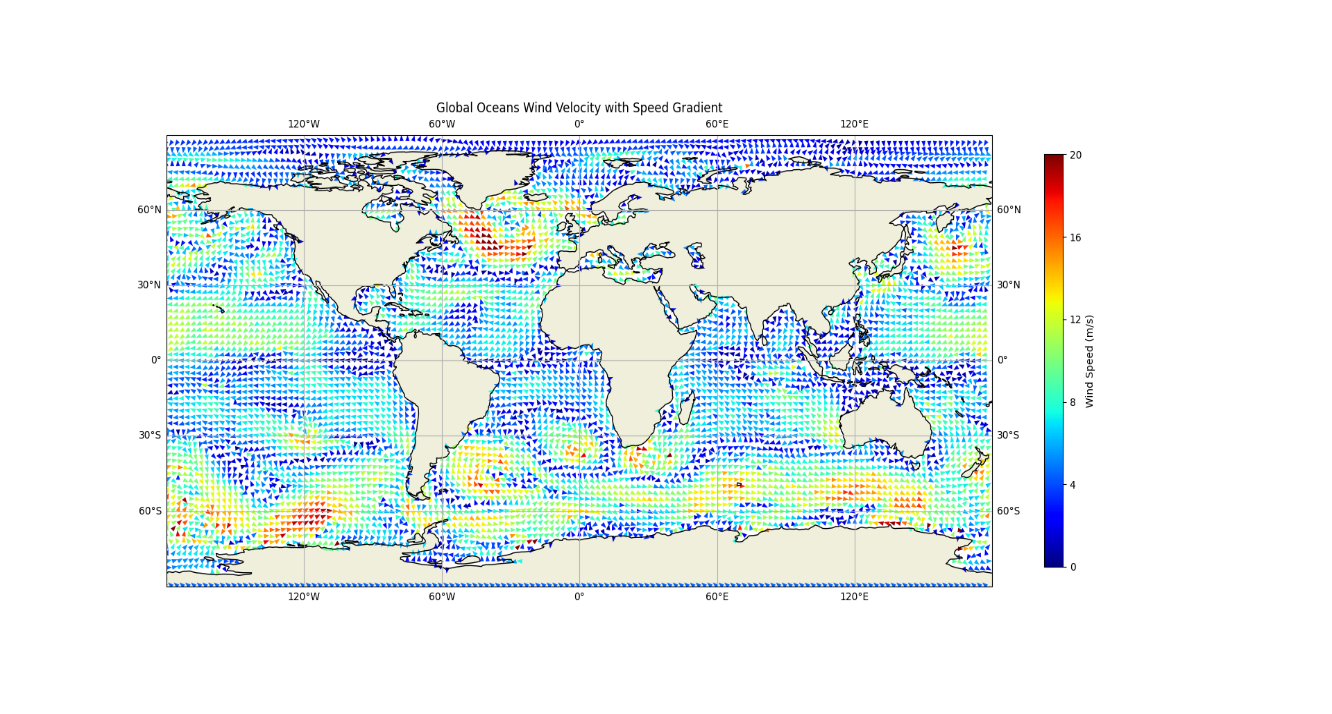 Global Oceans Wind Velocity with Speed Gradient
120°W 60°W 0° 60°E 120°E
60°N 60°N
30°N 30°N
0° 0°
30°S 30°S
60°S 60°S
120°W 60°W 0° 60°E 120°E
20
16
12
8
4
0
Wind Speed (m/s)